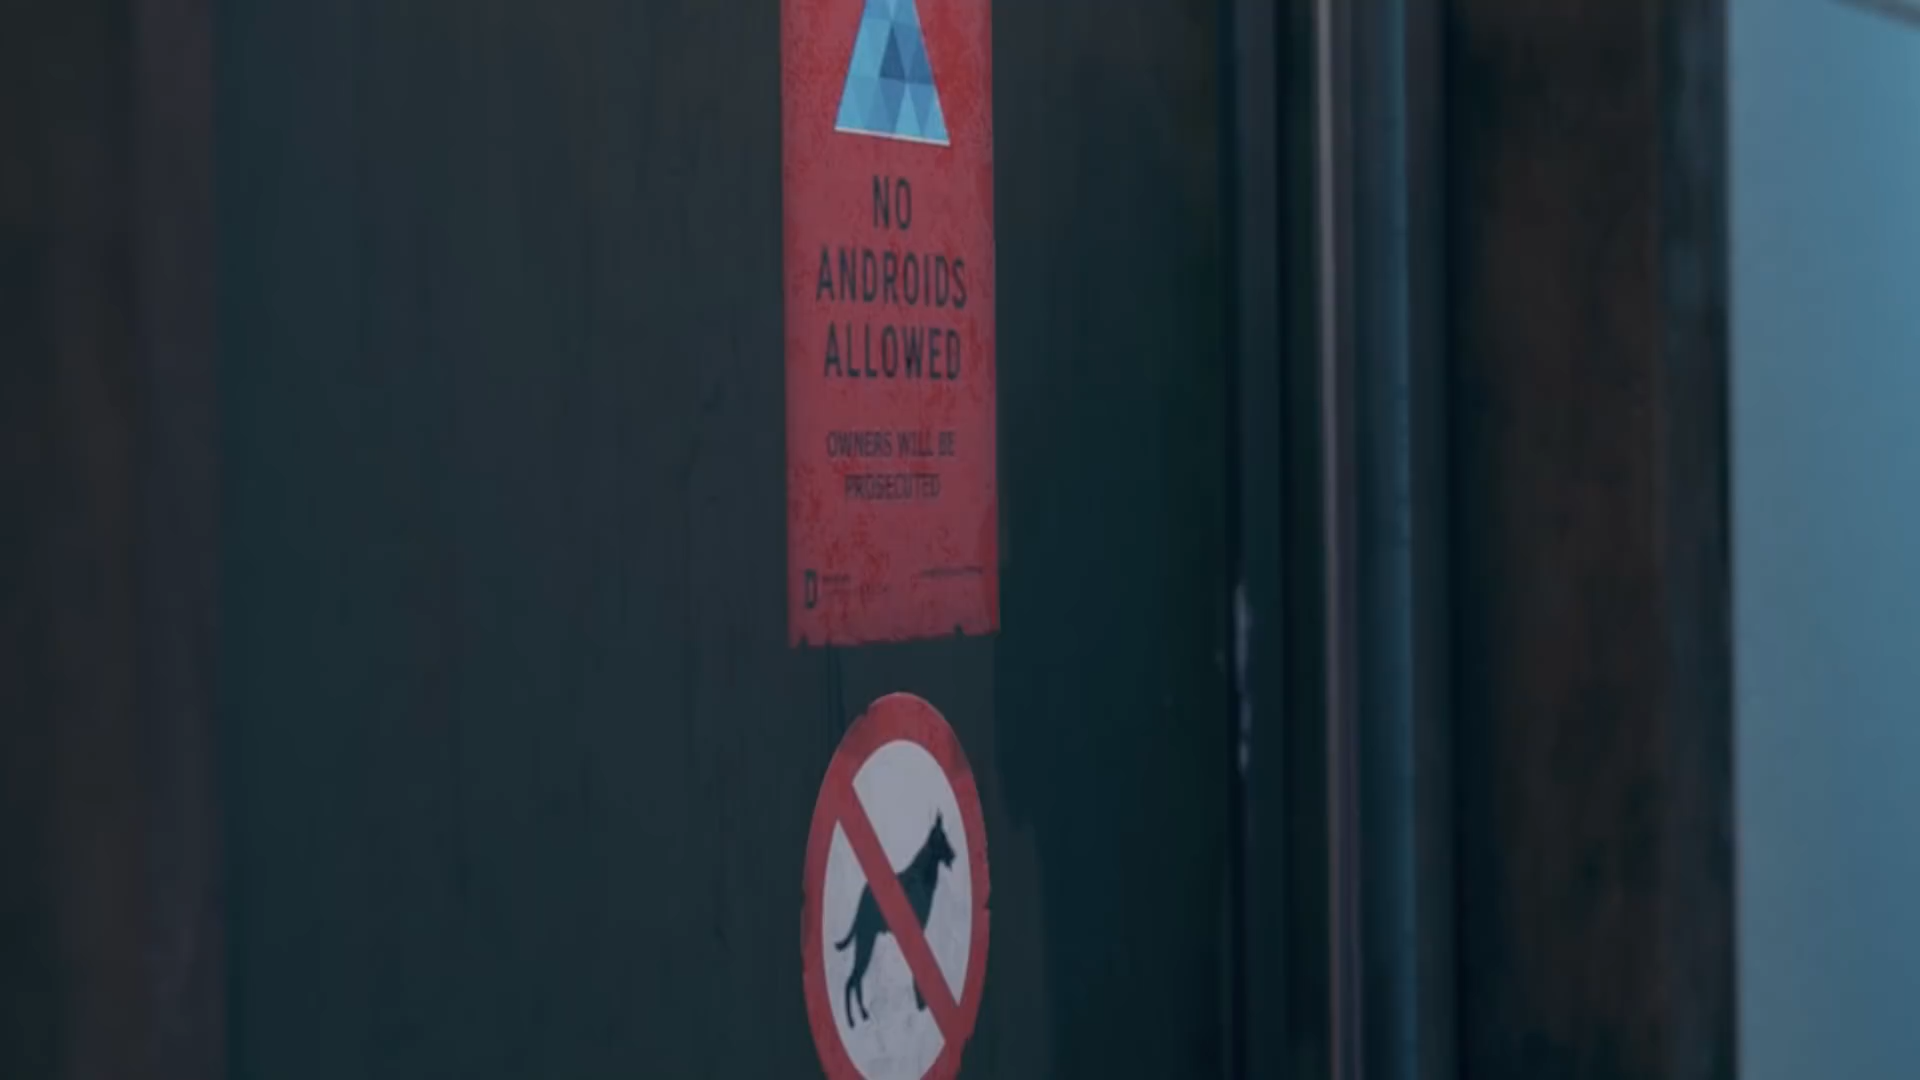 NO
ANDROIDS
ALLOWED
OWNERS WILL BE
PROSECUTED
D